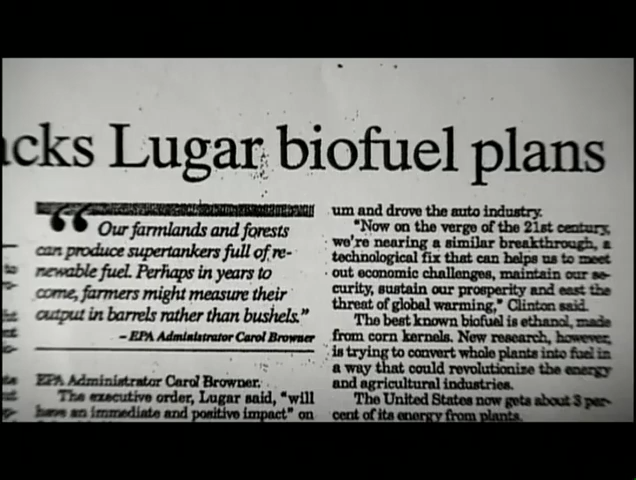 acks Lugar biofuel plans
“Our farmlands and forests
can produce supertankers full of re-
newable fuel. Perhaps in years to
come, farmers might measure their
output in barrels rather than bushels.”
– EPA Administrator Carol Browner
EPA Administrator Carol Browner.
The executive order, Lugar said, “will
have an immediate and positive impact” on
um and drove the auto industry.
“Now on the verge of the 21st century,
we’re nearing a similar breakthrough, a
technological fix that can helps us to meet
out economic challenges, maintain our se-
curity, sustain our prosperity and east the
threat of global warming,” Clinton said.
The best known biofuel is ethanol, made
from corn kernels. New research, however,
is trying to convert whole plants into fuel in
a way that could revolutionize the energy
and agricultural industries.
The United States now gets about 3 per-
cent of its energy from plants.